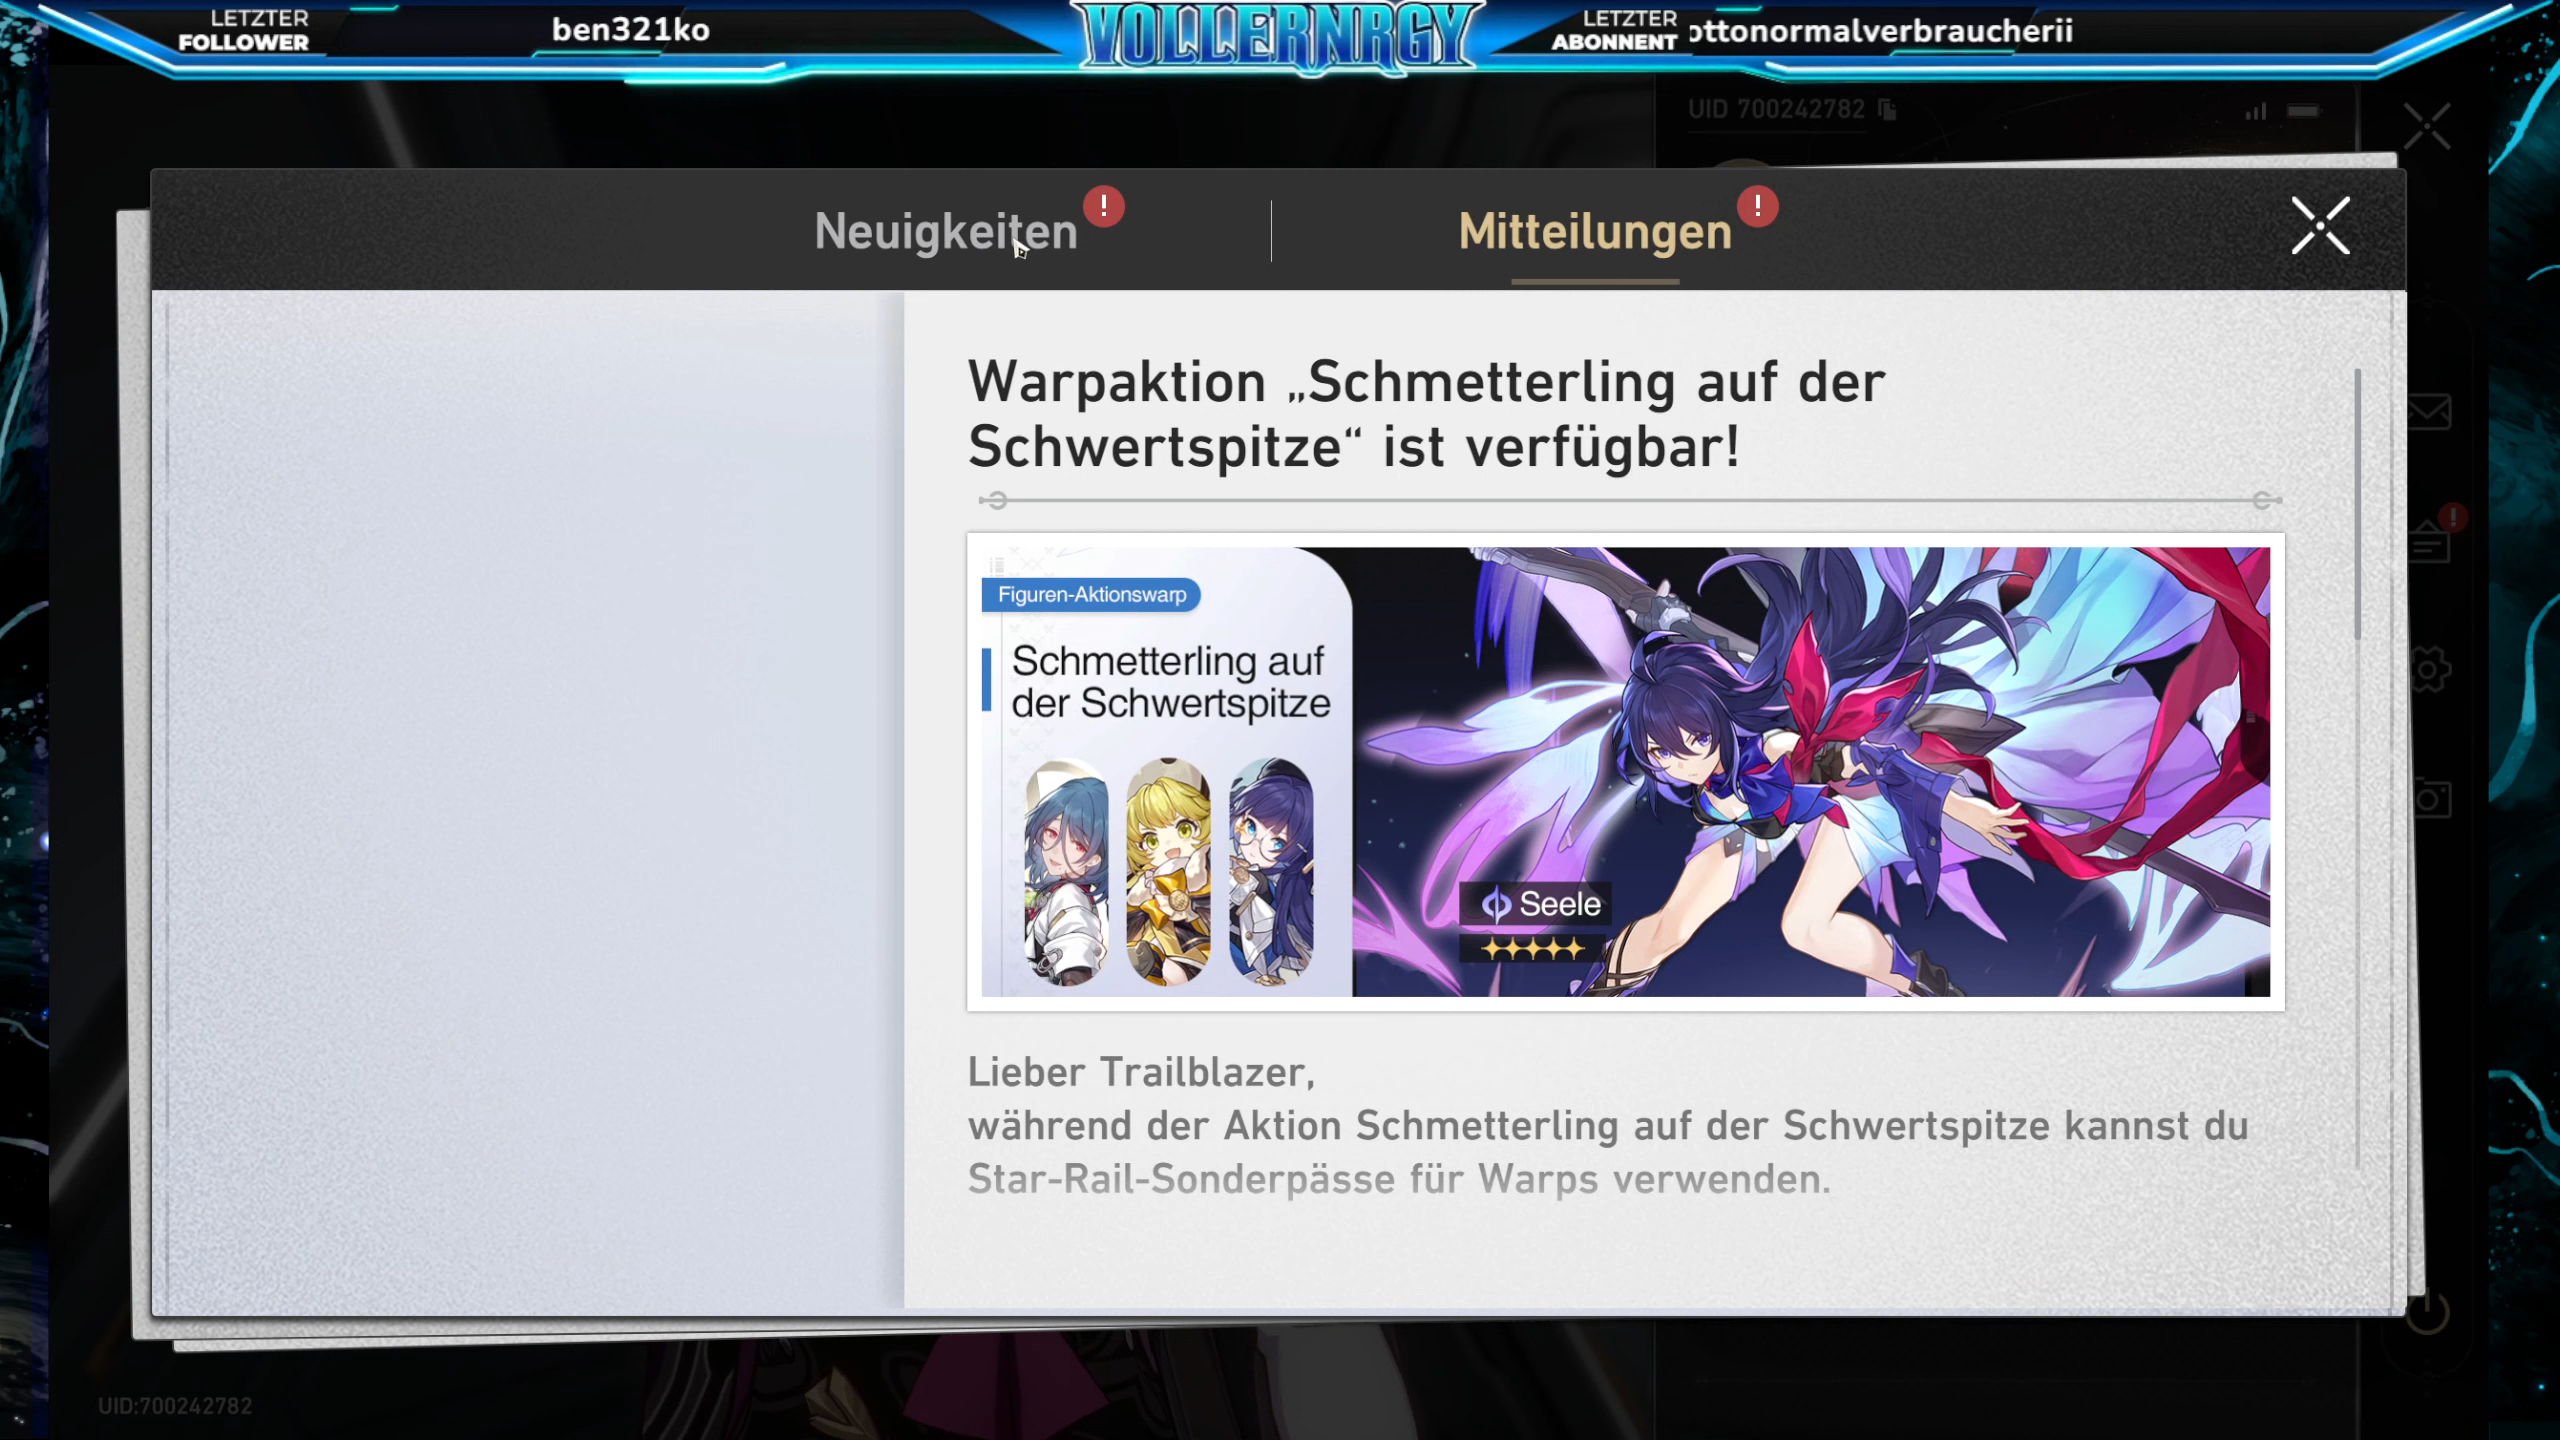 LETZTER
FOLLOWER
ben321ko
VOLLERNRGY
LETZTER
ABONNENT
ottonormalverbraucherii
UID 700242782
Neuigkeiten
!
Mitteilungen
!
Warpaktion „Schmetterling auf der
Schwertspitze“ ist verfügbar!
Figuren-Aktionswarp
Schmetterling auf
der Schwertspitze
Seele
Lieber Trailblazer,
während der Aktion Schmetterling auf der Schwertspitze kannst du
Star-Rail-Sonderpässe für Warps verwenden.
!
UID:700242782